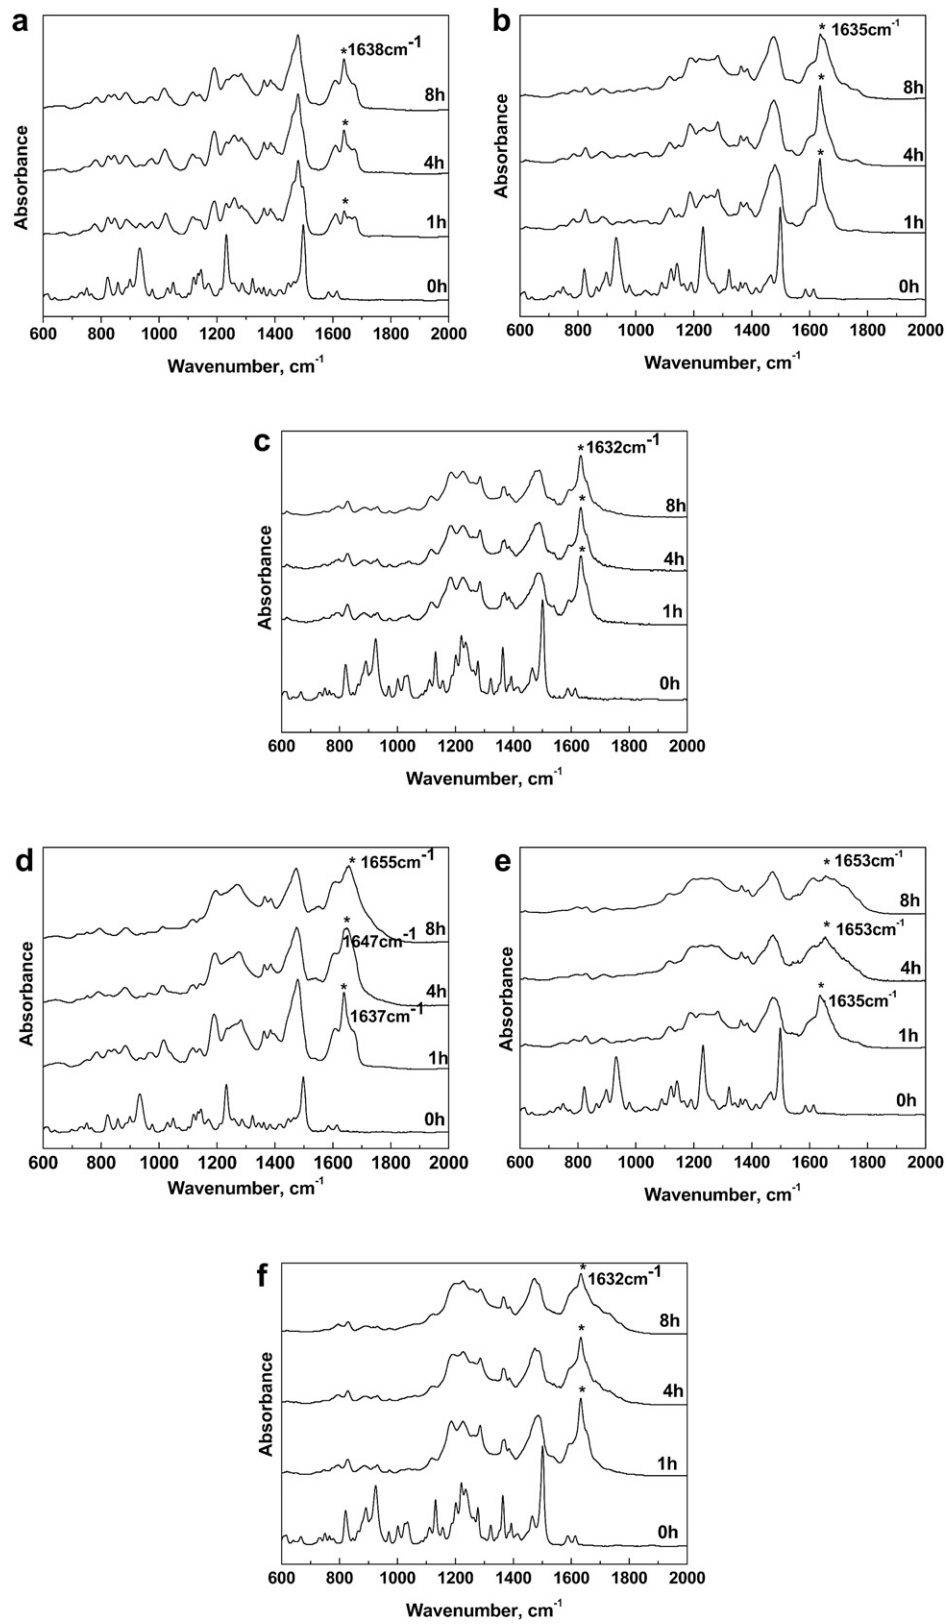 a
*1638cm-1
8h
*
4h
*
1h
0h
Absorbance
600 800 1000 1200 1400 1600 1800 2000
Wavenumber, cm-1
b
* 1635cm-1
8h
*
4h
*
1h
0h
Absorbance
600 800 1000 1200 1400 1600 1800 2000
Wavenumber, cm-1
c
* 1632cm-1
8h
*
4h
*
1h
0h
Absorbance
600 800 1000 1200 1400 1600 1800 2000
Wavenumber, cm-1
d
* 1655cm-1
8h
*
1647cm-1
4h
*
1637cm-1
1h
0h
Absorbance
600 800 1000 1200 1400 1600 1800 2000
Wavenumber, cm-1
e
* 1653cm-1
8h
* 1653cm-1
4h
*
1635cm-1
1h
0h
Absorbance
600 800 1000 1200 1400 1600 1800 2000
Wavenumber, cm-1
f
*
1632cm-1
8h
*
4h
*
1h
0h
Absorbance
600 800 1000 1200 1400 1600 1800 2000
Wavenumber, cm-1